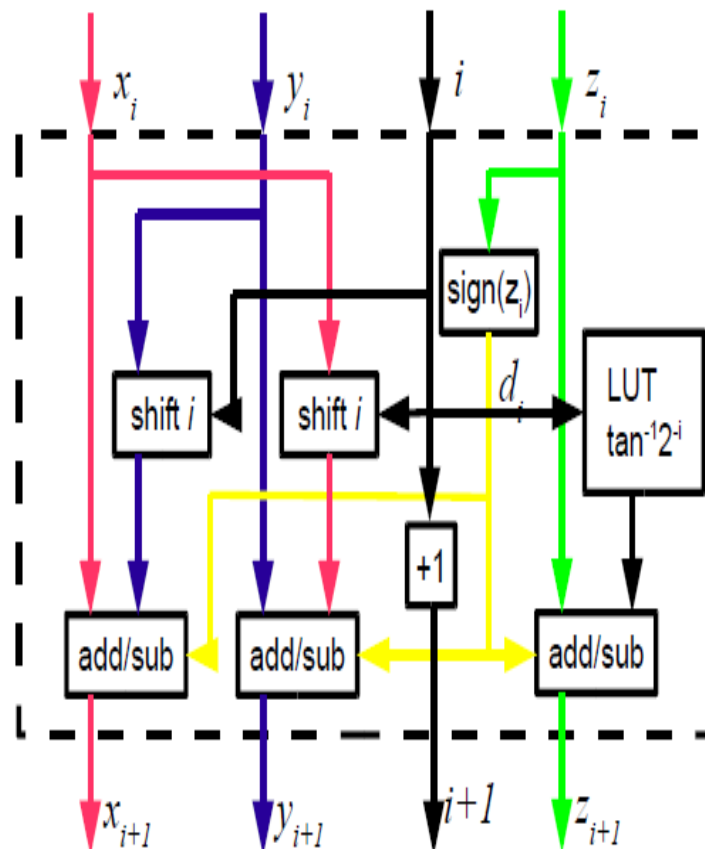 xᵢ yᵢ i zᵢ
sign(zᵢ)
shift i
shift i
dᵢ
LUT
tan⁻¹2⁻ⁱ
+1
add/sub
add/sub
add/sub
xᵢ₊₁ yᵢ₊₁ i+1 zᵢ₊₁